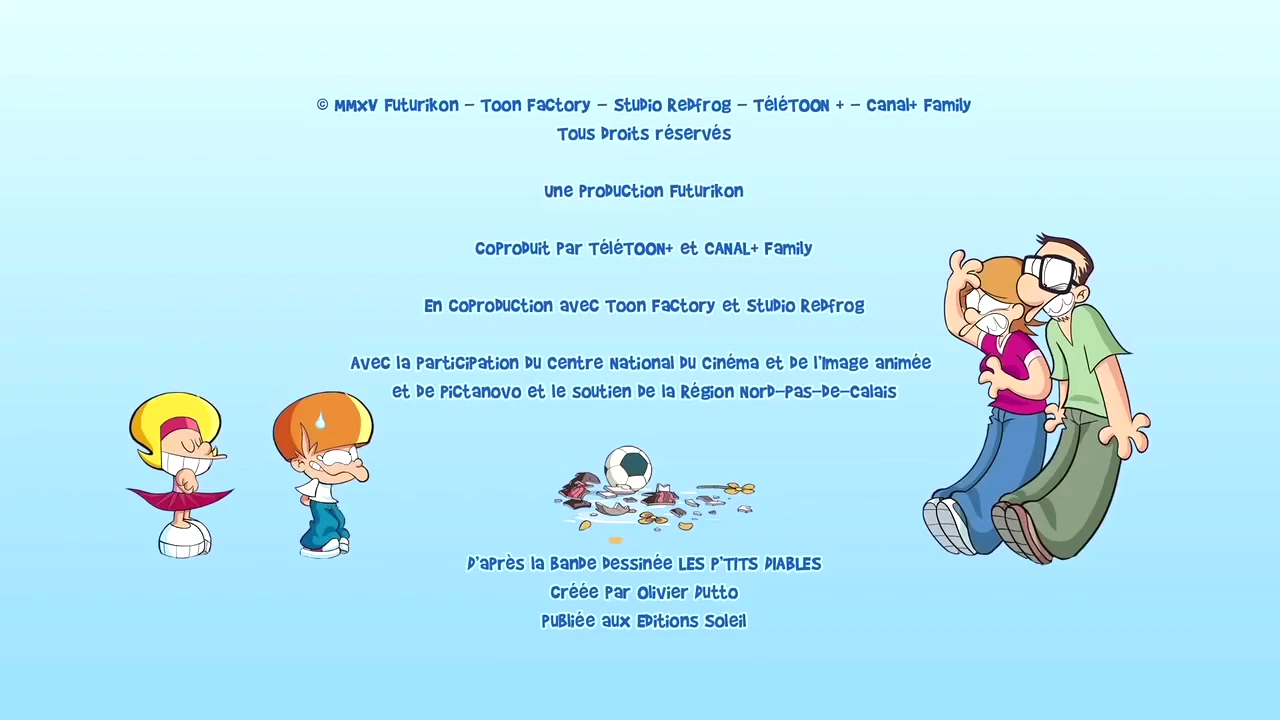 © MMXV Futurikon – Toon Factory – Studio Redfrog – TéléTOON + – Canal+ Family
Tous Droits réservés
Une Production Futurikon
Coproduit par TéléTOON+ et CANAL+ Family
En Coproduction avec Toon Factory et Studio Redfrog
Avec la Participation Du Centre National Du Cinéma et De l'Image animée
et De Pictanovo et le soutien De la Région Nord-Pas-De-Calais
D'après la Bande Dessinée LES P'TITS DIABLES
Créée Par Olivier Dutto
Publiée aux Editions Soleil